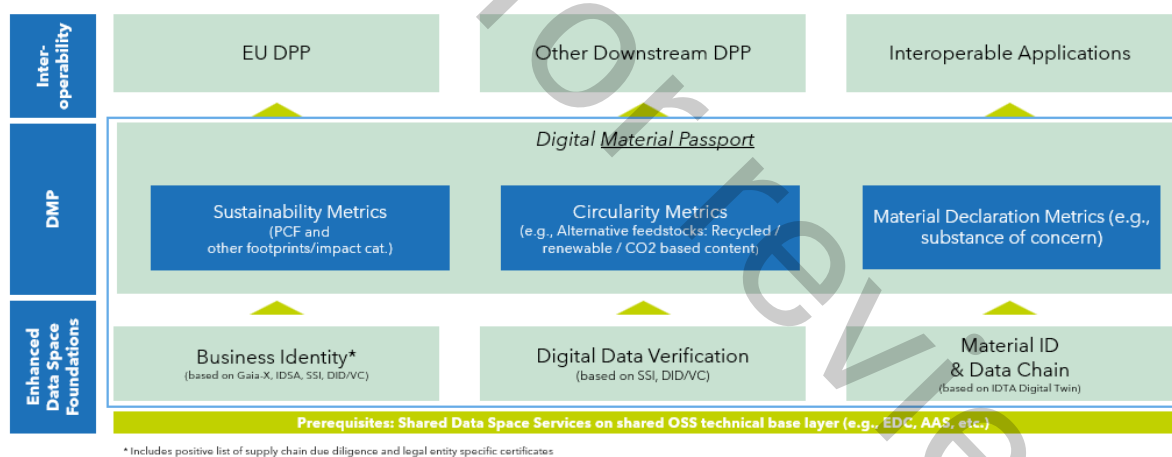 Inter-
operability
EU DPP
Other Downstream DPP
Interoperable Applications
DMP
Digital Material Passport
Sustainability Metrics
(PCF and
other footprints/impact cat.)
Circularity Metrics
(e.g., Alternative feedstocks: Recycled /
renewable / CO2 based content)
Material Declaration Metrics (e.g.,
substance of concern)
Enhanced
Data Space
Foundations
Business Identity*
(based on Gaia-X, IDSA, SSI, DID/VC)
Digital Data Verification
(based on SSI, DID/VC)
Material ID
& Data Chain
(based on IDTA Digital Twin)
Prerequisites: Shared Data Space Services on shared OSS technical base layer (e.g., EDC, AAS, etc.)
* Includes positive list of supply chain due diligence and legal entity specific certificates
or revie